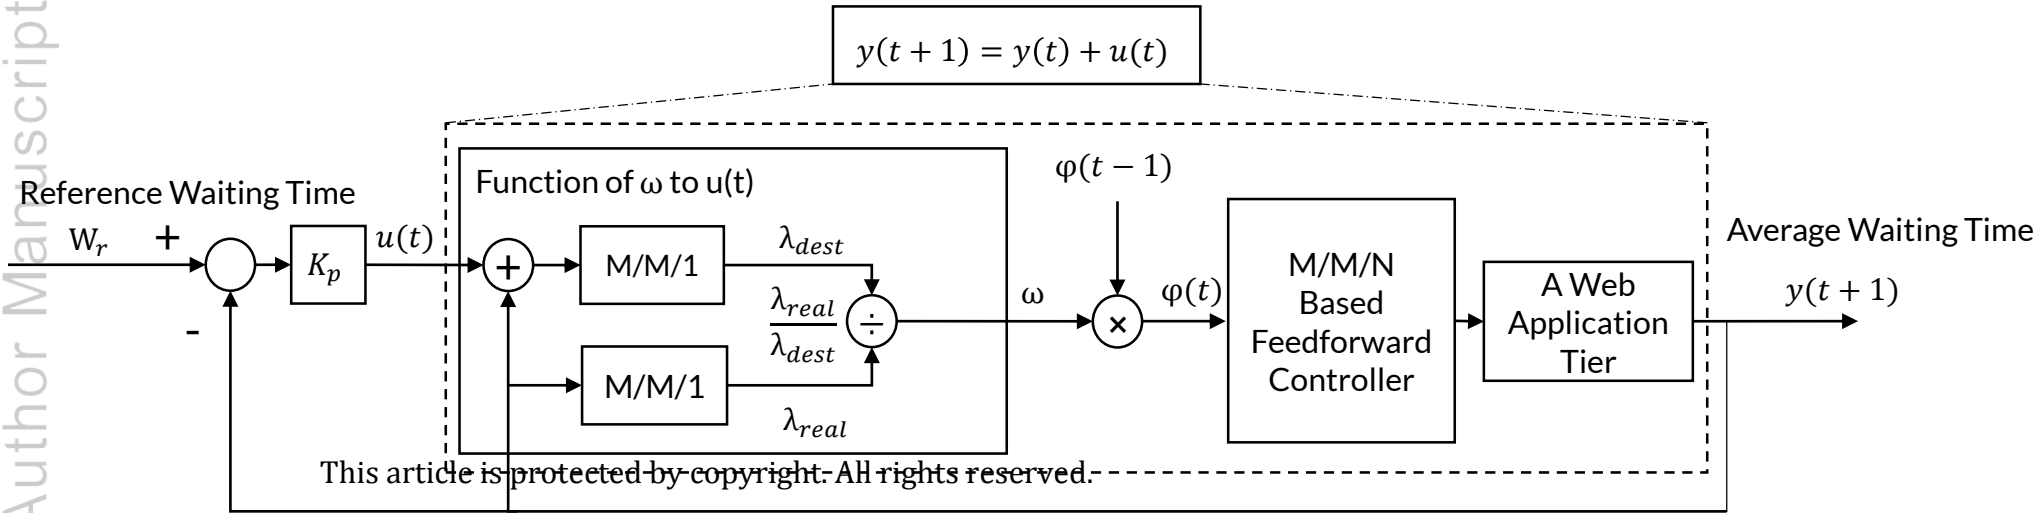 Author Manuscript
y(t + 1) = y(t) + u(t)
Function of ω to u(t)
φ(t − 1)
Reference Waiting Time
W_r
+
-
K_p
u(t)
+
M/M/1
λ_dest
λ_real
λ_dest
÷
M/M/1
λ_real
ω
×
φ(t)
M/M/N
Based
Feedforward
Controller
A Web
Application
Tier
Average Waiting Time
y(t + 1)
This article is protected by copyright. All rights reserved.